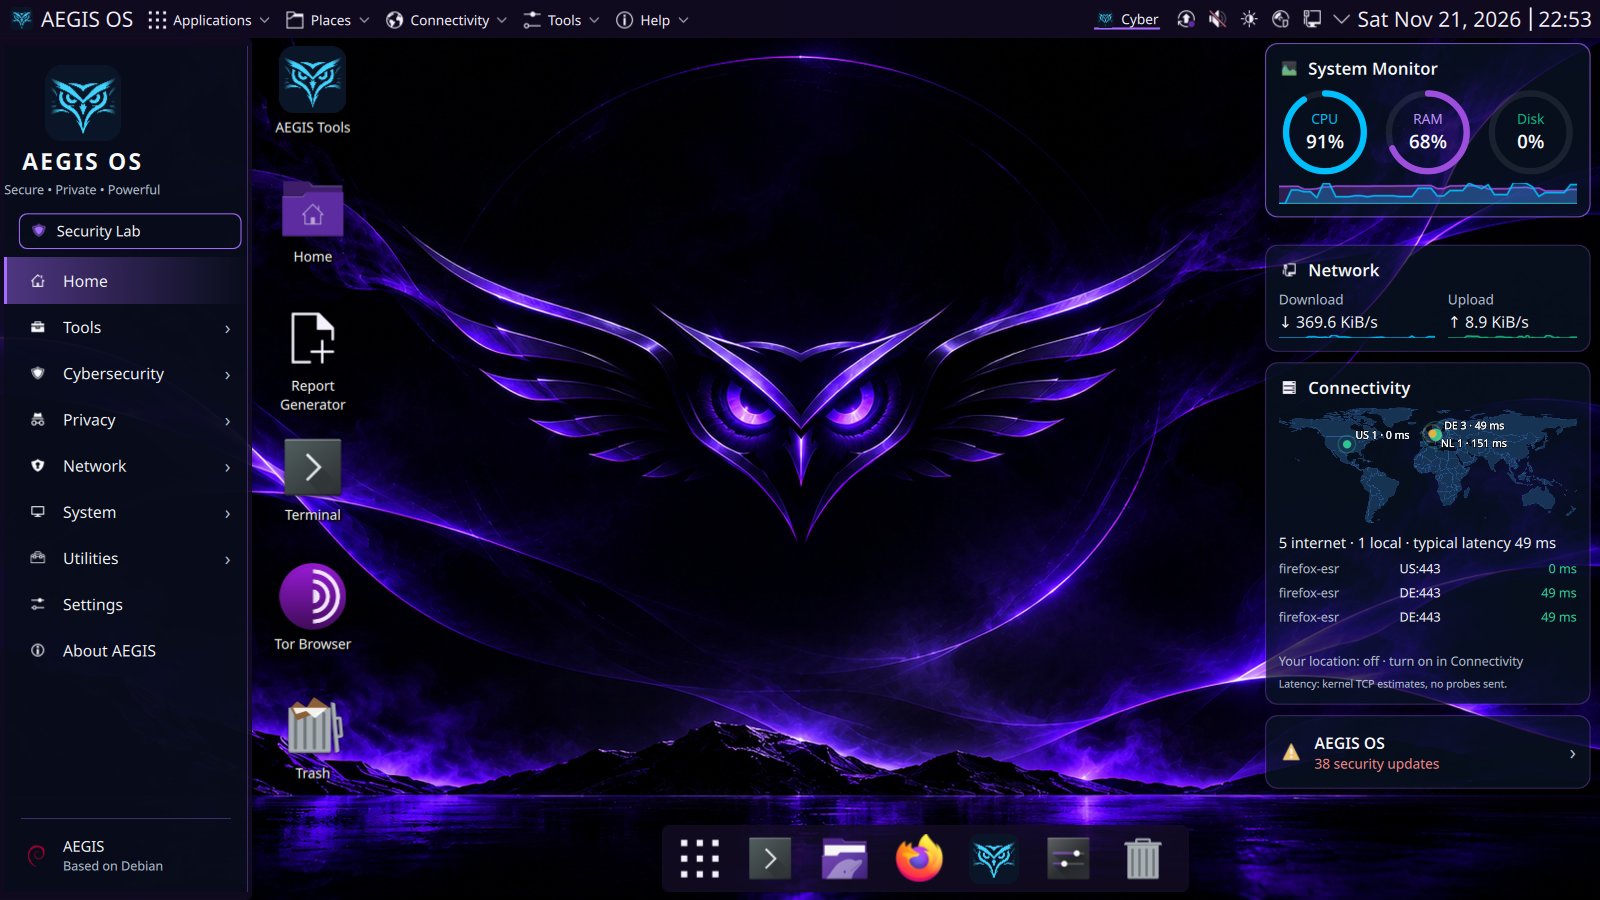 AEGIS OS
Applications
Places
Connectivity
Tools
Help
Cyber
Sat Nov 21, 2026
22:53
AEGIS OS
Secure • Private • Powerful
Security Lab
Home
Tools
Cybersecurity
Privacy
Network
System
Utilities
Settings
About AEGIS
AEGIS
Based on Debian
AEGIS Tools
Home
Report
Generator
Terminal
Tor Browser
Trash
System Monitor
CPU
91%
RAM
68%
Disk
0%
Network
Download
↓ 369.6 KiB/s
Upload
↑ 8.9 KiB/s
Connectivity
US 1 · 0 ms
DE 3 · 49 ms
NL 1 · 151 ms
5 internet · 1 local · typical latency 49 ms
firefox-esr US:443 0 ms
firefox-esr DE:443 49 ms
firefox-esr DE:443 49 ms
Your location: off · turn on in Connectivity
Latency: kernel TCP estimates, no probes sent.
AEGIS OS
38 security updates